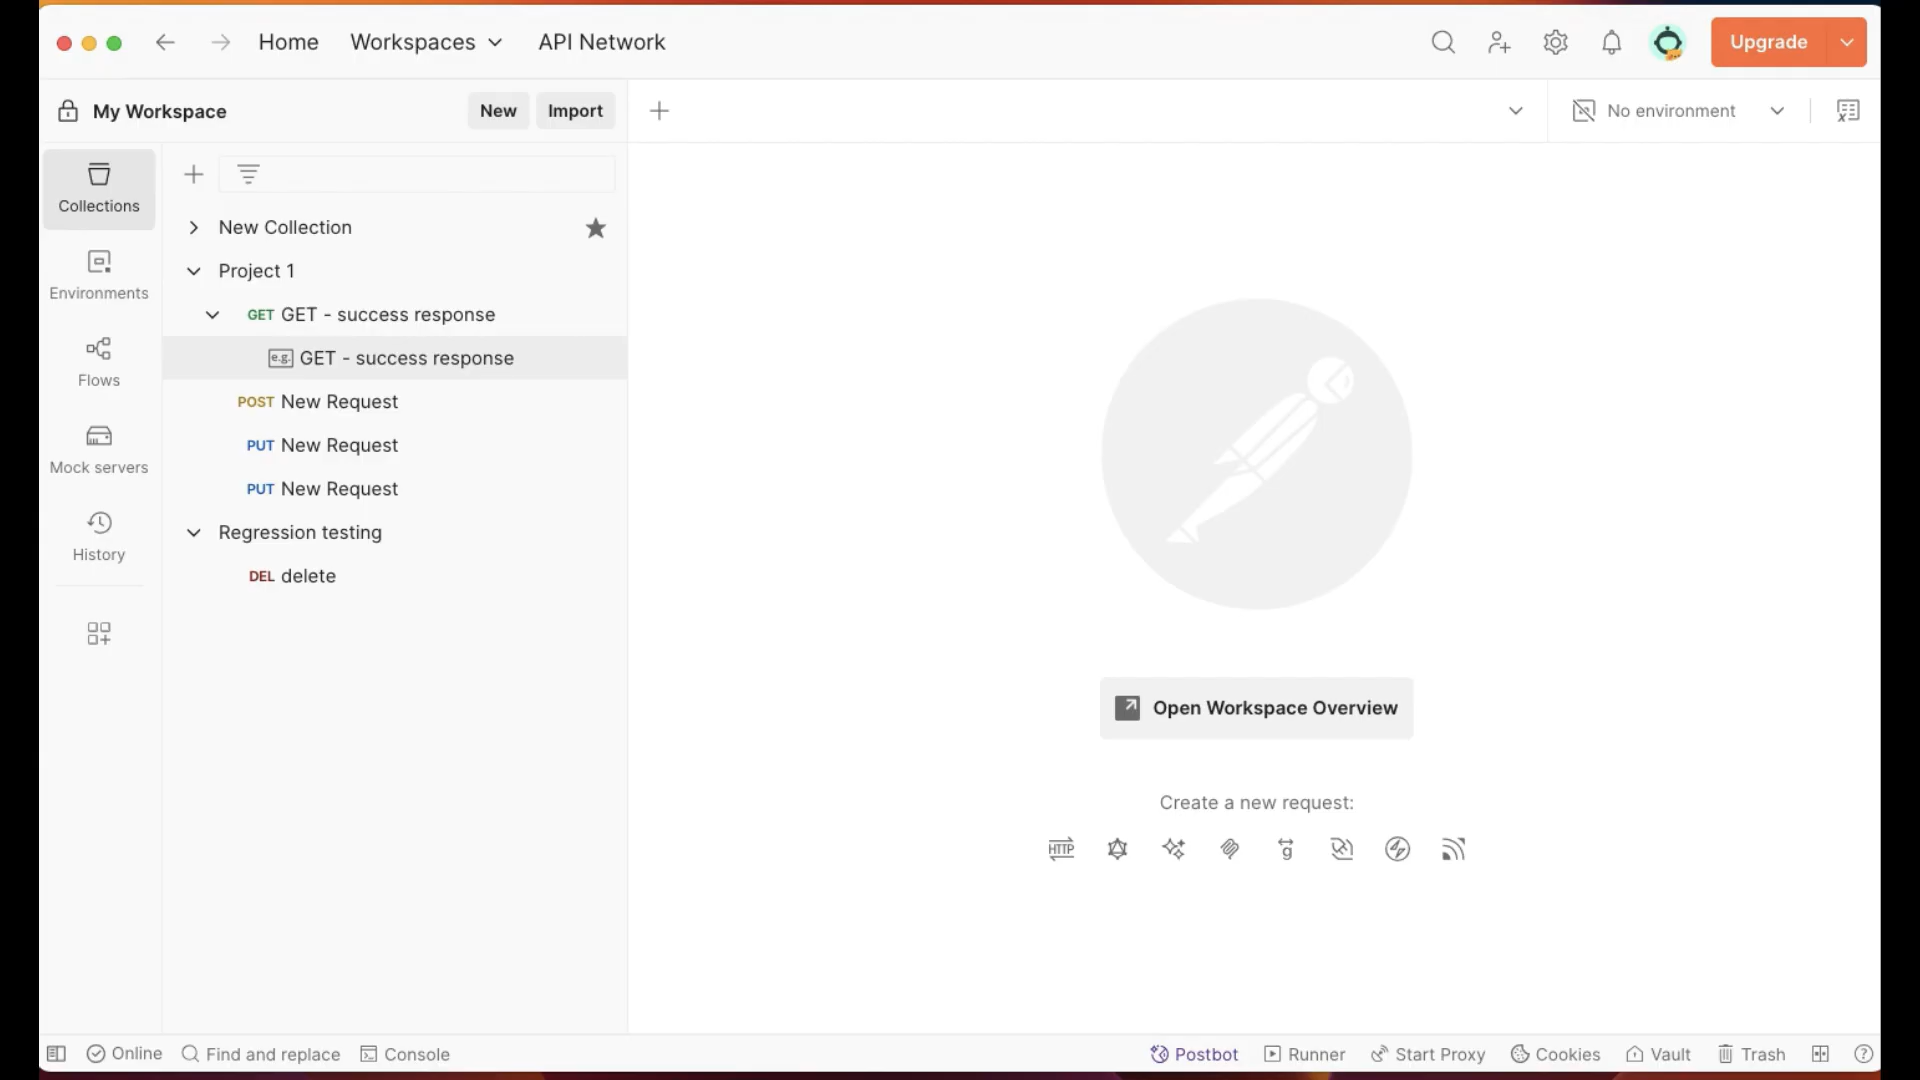 Home Workspaces API Network
Upgrade
My Workspace New Import
No environment
Collections
Environments
Flows
Mock servers
History
New Collection
Project 1
GET GET - success response
e.g. GET - success response
POST New Request
PUT New Request
PUT New Request
Regression testing
DEL delete
Open Workspace Overview
Create a new request:
HTTP
g
Online Find and replace Console
Postbot Runner Start Proxy Cookies Vault Trash